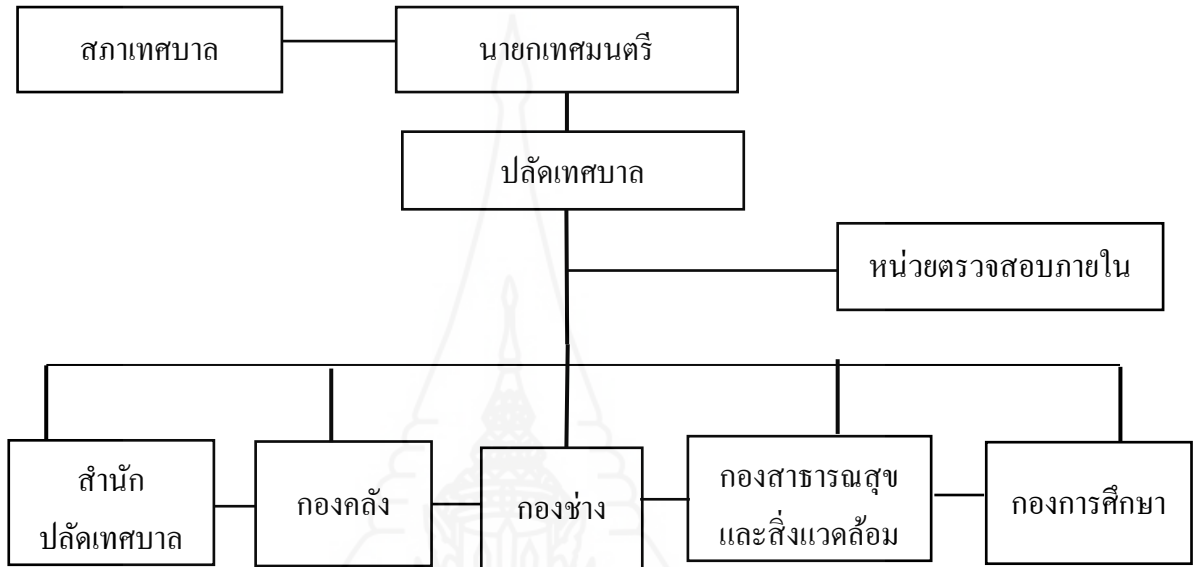 สภาเทศบาล
นายกเทศมนตรี
ปลัดเทศบาล
หน่วยตรวจสอบภายใน
สำนัก
ปลัดเทศบาล
กองคลัง
กองช่าง
กองสาธารณสุข
และสิ่งแวดล้อม
กองการศึกษา